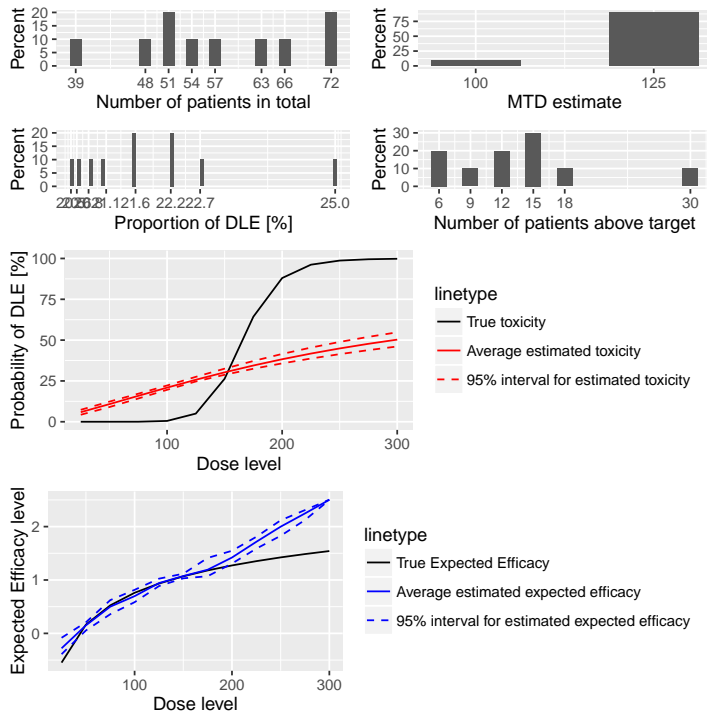 Percent
20
15
10
5
0
39 48 51 54 57 63 66 72
Number of patients in total
Percent
75
50
25
0
100 125
MTD estimate
Percent
20
15
10
5
0
21.6 22.2 22.7 25.0
Proportion of DLE [%]
Percent
30
20
10
0
6 9 12 15 18 30
Number of patients above target
Probability of DLE [%]
100
75
50
25
0
100 200 300
Dose level
linetype
True toxicity
Average estimated toxicity
95% interval for estimated toxicity
Expected Efficacy level
2
1
0
100 200 300
Dose level
linetype
True Expected Efficacy
Average estimated expected efficacy
95% interval for estimated expected efficacy